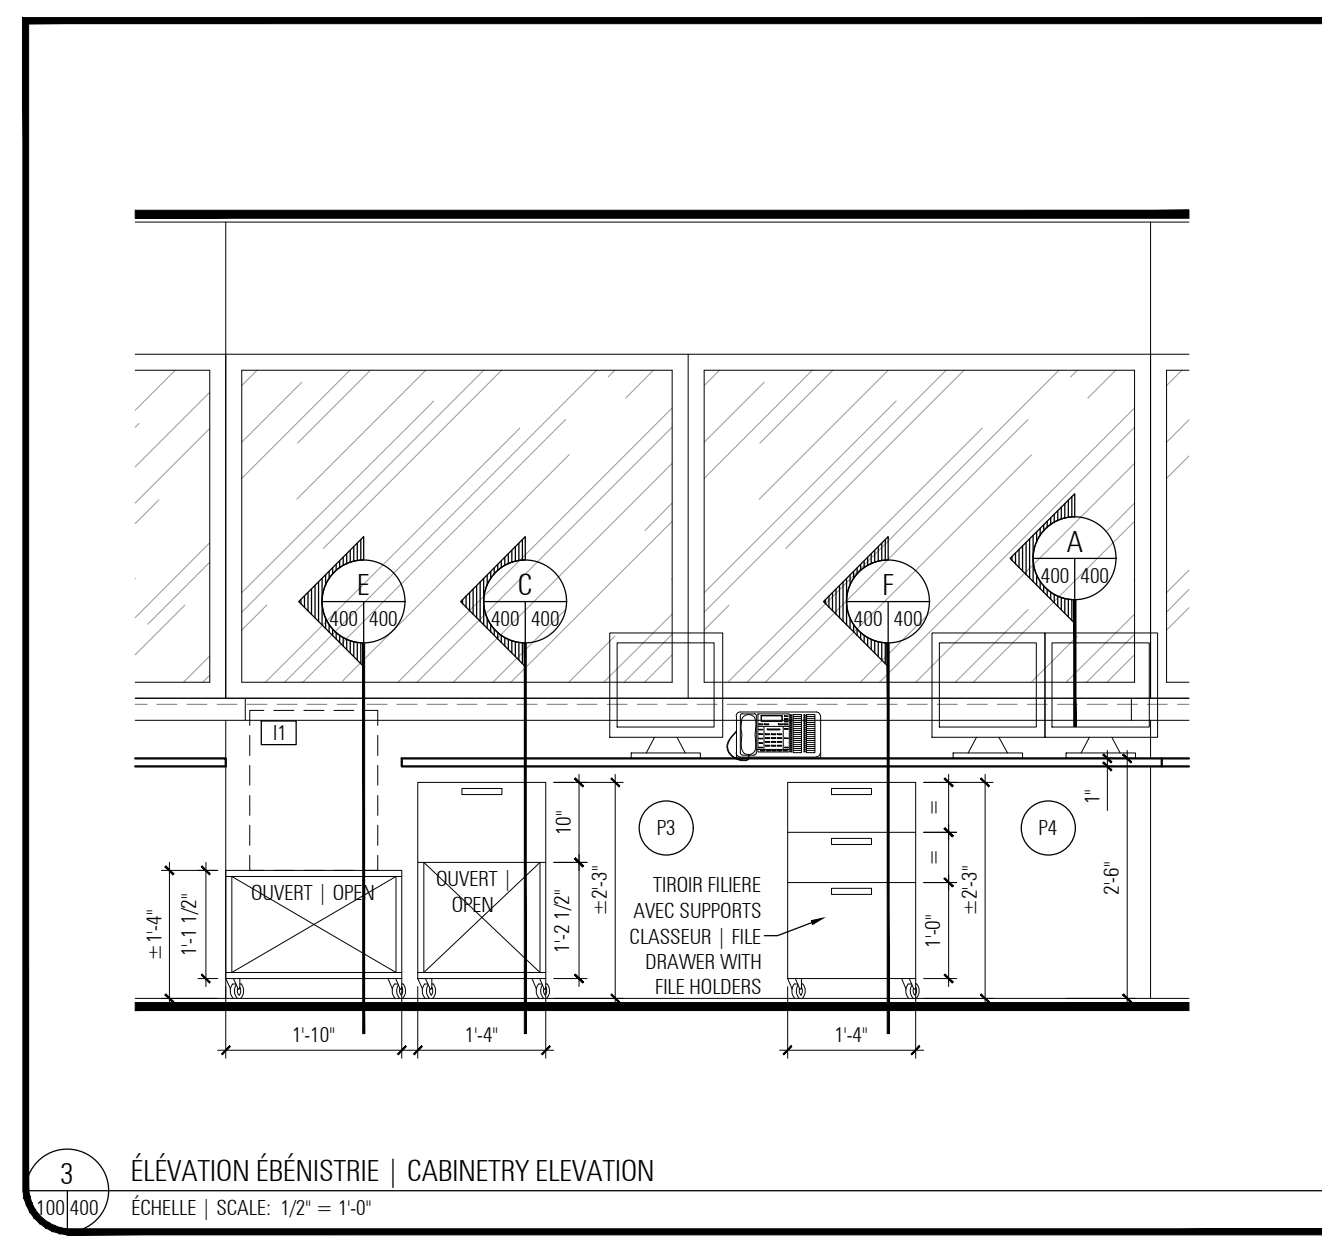 A
400 400
E
400 400
C
400 400
F
400 400
I1
P3
P4
1"
10"
=
=
±2'-3"
±2'-3"
2'-6"
OUVERT | OPEN
OUVERT |
OPEN
TIROIR FILIERE
AVEC SUPPORTS
CLASSEUR | FILE
DRAWER WITH
FILE HOLDERS
±1'-4"
1'-1 1/2"
1'-2 1/2"
1'-0"
1'-10"
1'-4"
1'-4"
3
100 400
ÉLÉVATION ÉBÉNISTRIE | CABINETRY ELEVATION
ÉCHELLE | SCALE: 1/2" = 1'-0"